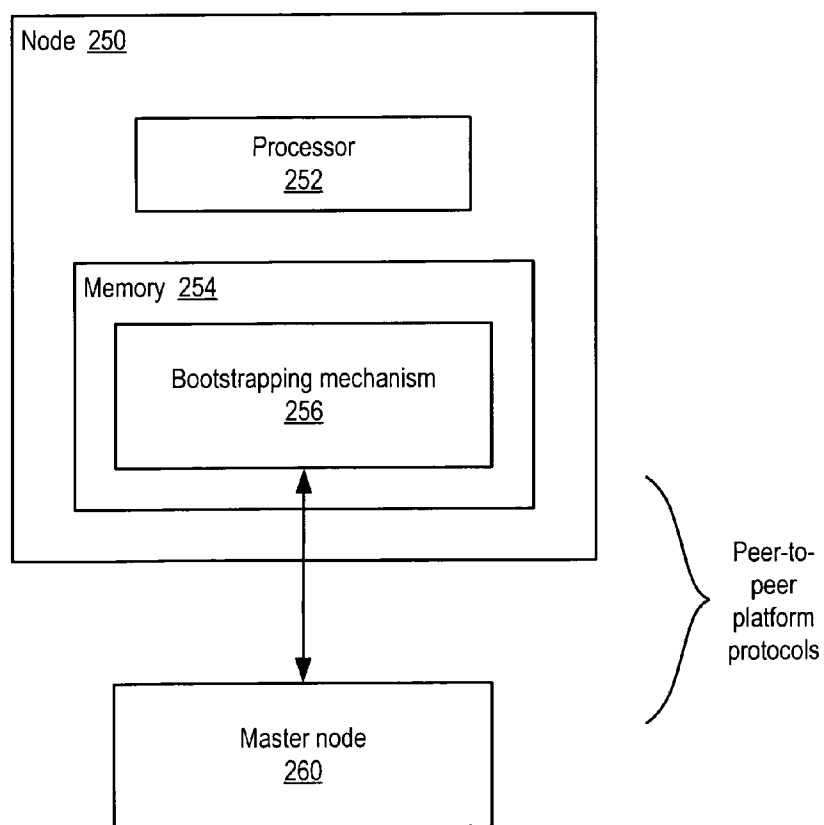 Node 250
Processor
252
Memory 254
Bootstrapping mechanism
256
Peer-to-
peer
platform
protocols
Master node
260